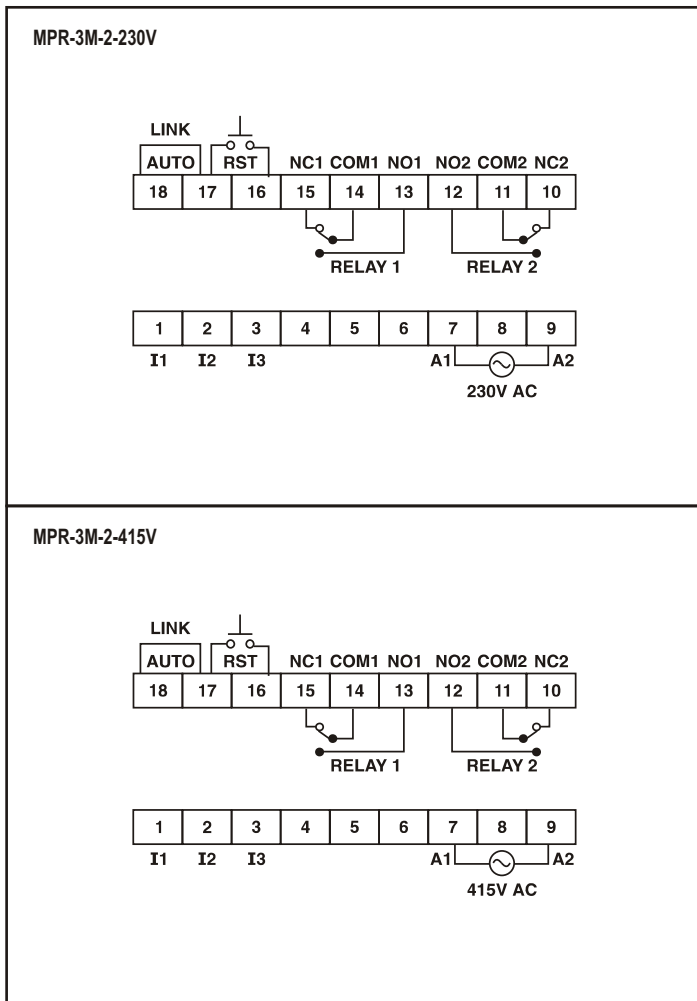 MPR-3M-2-230V
LINK
AUTO RST NC1 COM1 NO1 NO2 COM2 NC2
18 17 16 15 14 13 12 11 10
RELAY 1 RELAY 2
1 2 3 4 5 6 7 8 9
I1 I2 I3 A1 A2
230V AC
MPR-3M-2-415V
LINK
AUTO RST NC1 COM1 NO1 NO2 COM2 NC2
18 17 16 15 14 13 12 11 10
RELAY 1 RELAY 2
1 2 3 4 5 6 7 8 9
I1 I2 I3 A1 A2
415V AC